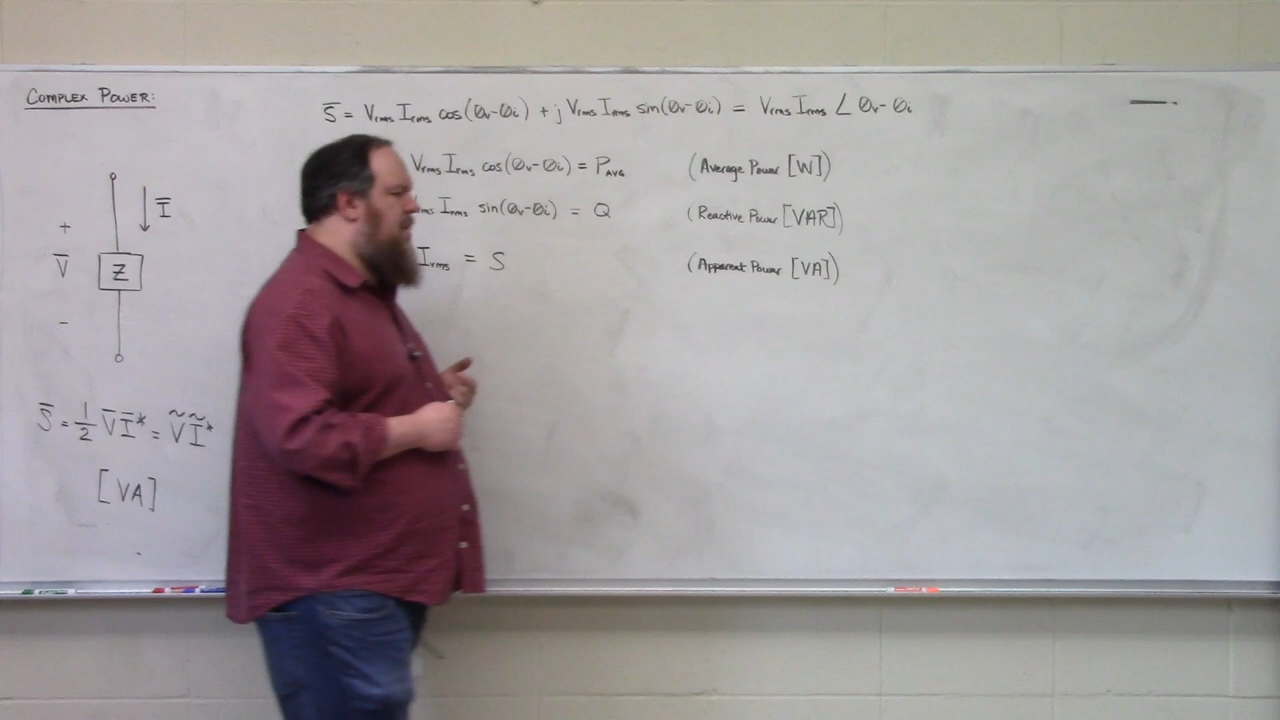 COMPLEX POWER:
S̅ = Vrms Irms cos(θv-θi) + j Vrms Irms sin(θv-θi) = Vrms Irms ∠ θv-θi
Vrms Irms cos(θv-θi) = PAVG (Average Power [W])
Irms sin(θv-θi) = Q (Reactive Power [VAR])
Irms = S (Apparent Power [VA])
I̅
+
V̅
-
Z
S̅ = 1/2 V̅ I̅* = Ṽ Ĩ*
[VA]